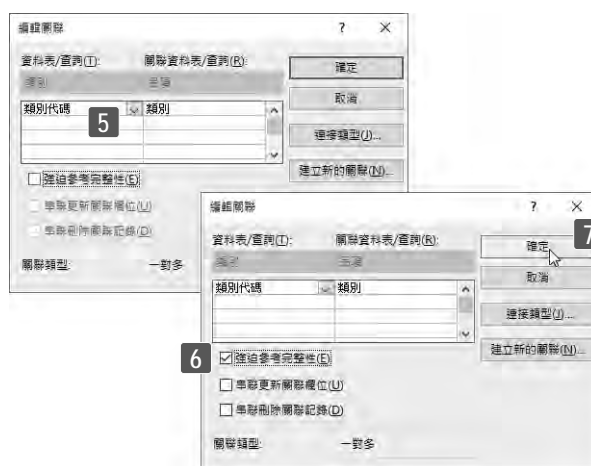 編輯關聯 ? ×
資料表/查詢(T): 關聯資料表/查詢(R):
類別
確定
取消
類別代碼 類別
5
連接類型(J)...
建立新的關聯(N)...
強迫參考完整性(E)
串聯更新關聯欄位(U)
串聯刪除關聯記錄(D)
關聯類型: 一對多
編輯關聯 ? ×
資料表/查詢(T): 關聯資料表/查詢(R):
確定
7
取消
類別代碼 類別
連接類型(J)...
建立新的關聯(N)...
6
強迫參考完整性(E)
串聯更新關聯欄位(U)
串聯刪除關聯記錄(D)
關聯類型: 一對多